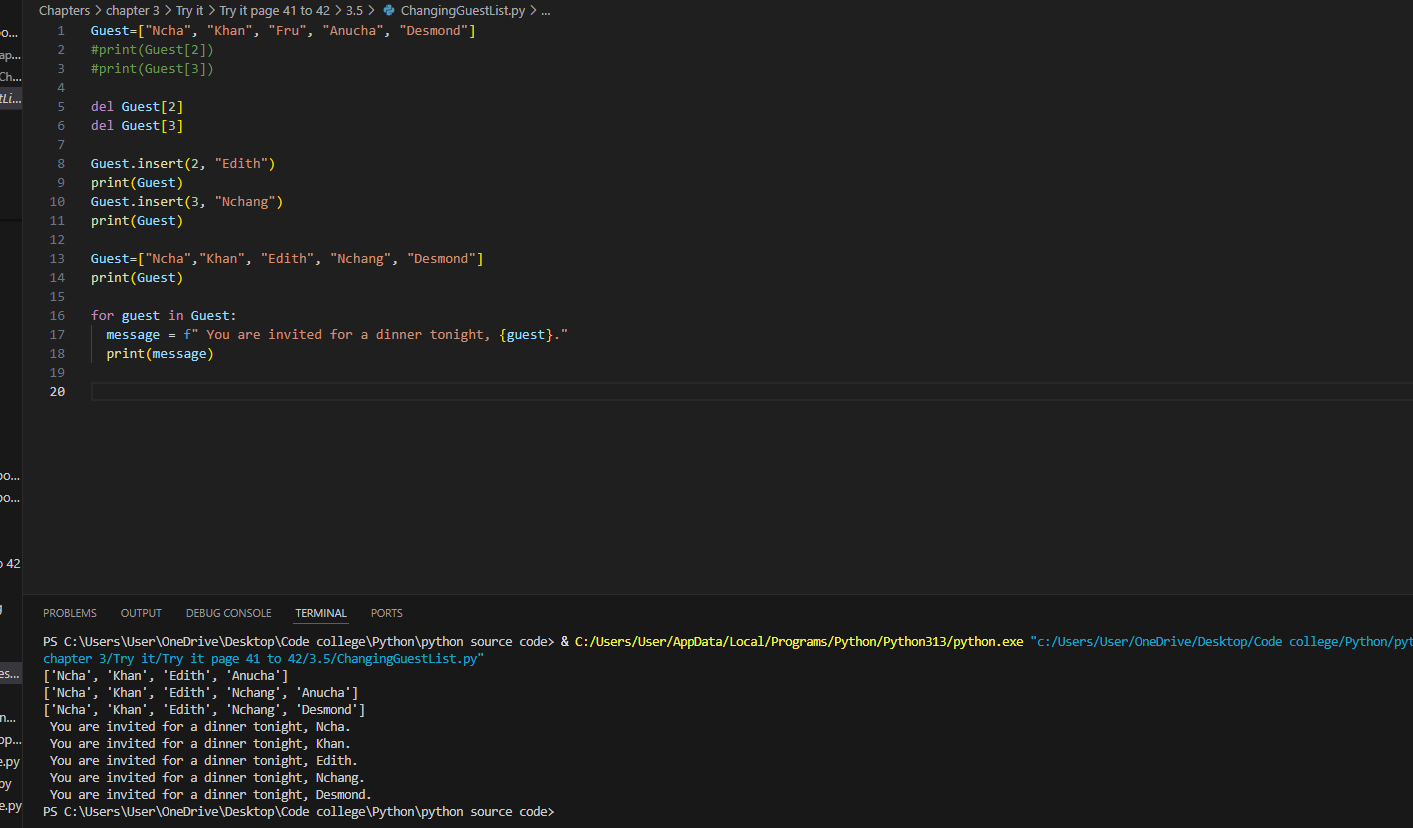 Chapters > chapter 3 > Try it > Try it page 41 to 42 > 3.5 > ChangingGuestList.py > ...
1 Guest=["Ncha", "Khan", "Fru", "Anucha", "Desmond"]
2 #print(Guest[2])
3 #print(Guest[3])
4
5 del Guest[2]
6 del Guest[3]
7
8 Guest.insert(2, "Edith")
9 print(Guest)
10 Guest.insert(3, "Nchang")
11 print(Guest)
12
13 Guest=["Ncha","Khan", "Edith", "Nchang", "Desmond"]
14 print(Guest)
15
16 for guest in Guest:
17 message = f" You are invited for a dinner tonight, {guest}."
18 print(message)
19
20
42
PROBLEMS OUTPUT DEBUG CONSOLE TERMINAL PORTS
PS C:\Users\User\OneDrive\Desktop\Code college\Python\python source code> & C:/Users/User/AppData/Local/Programs/Python/Python313/python.exe "c:/Users/User/OneDrive/Desktop/Code college/Python/pyt
chapter 3/Try it/Try it page 41 to 42/3.5/ChangingGuestList.py"
['Ncha', 'Khan', 'Edith', 'Anucha']
['Ncha', 'Khan', 'Edith', 'Nchang', 'Anucha']
['Ncha', 'Khan', 'Edith', 'Nchang', 'Desmond']
You are invited for a dinner tonight, Ncha.
You are invited for a dinner tonight, Khan.
You are invited for a dinner tonight, Edith.
You are invited for a dinner tonight, Nchang.
You are invited for a dinner tonight, Desmond.
PS C:\Users\User\OneDrive\Desktop\Code college\Python\python source code>